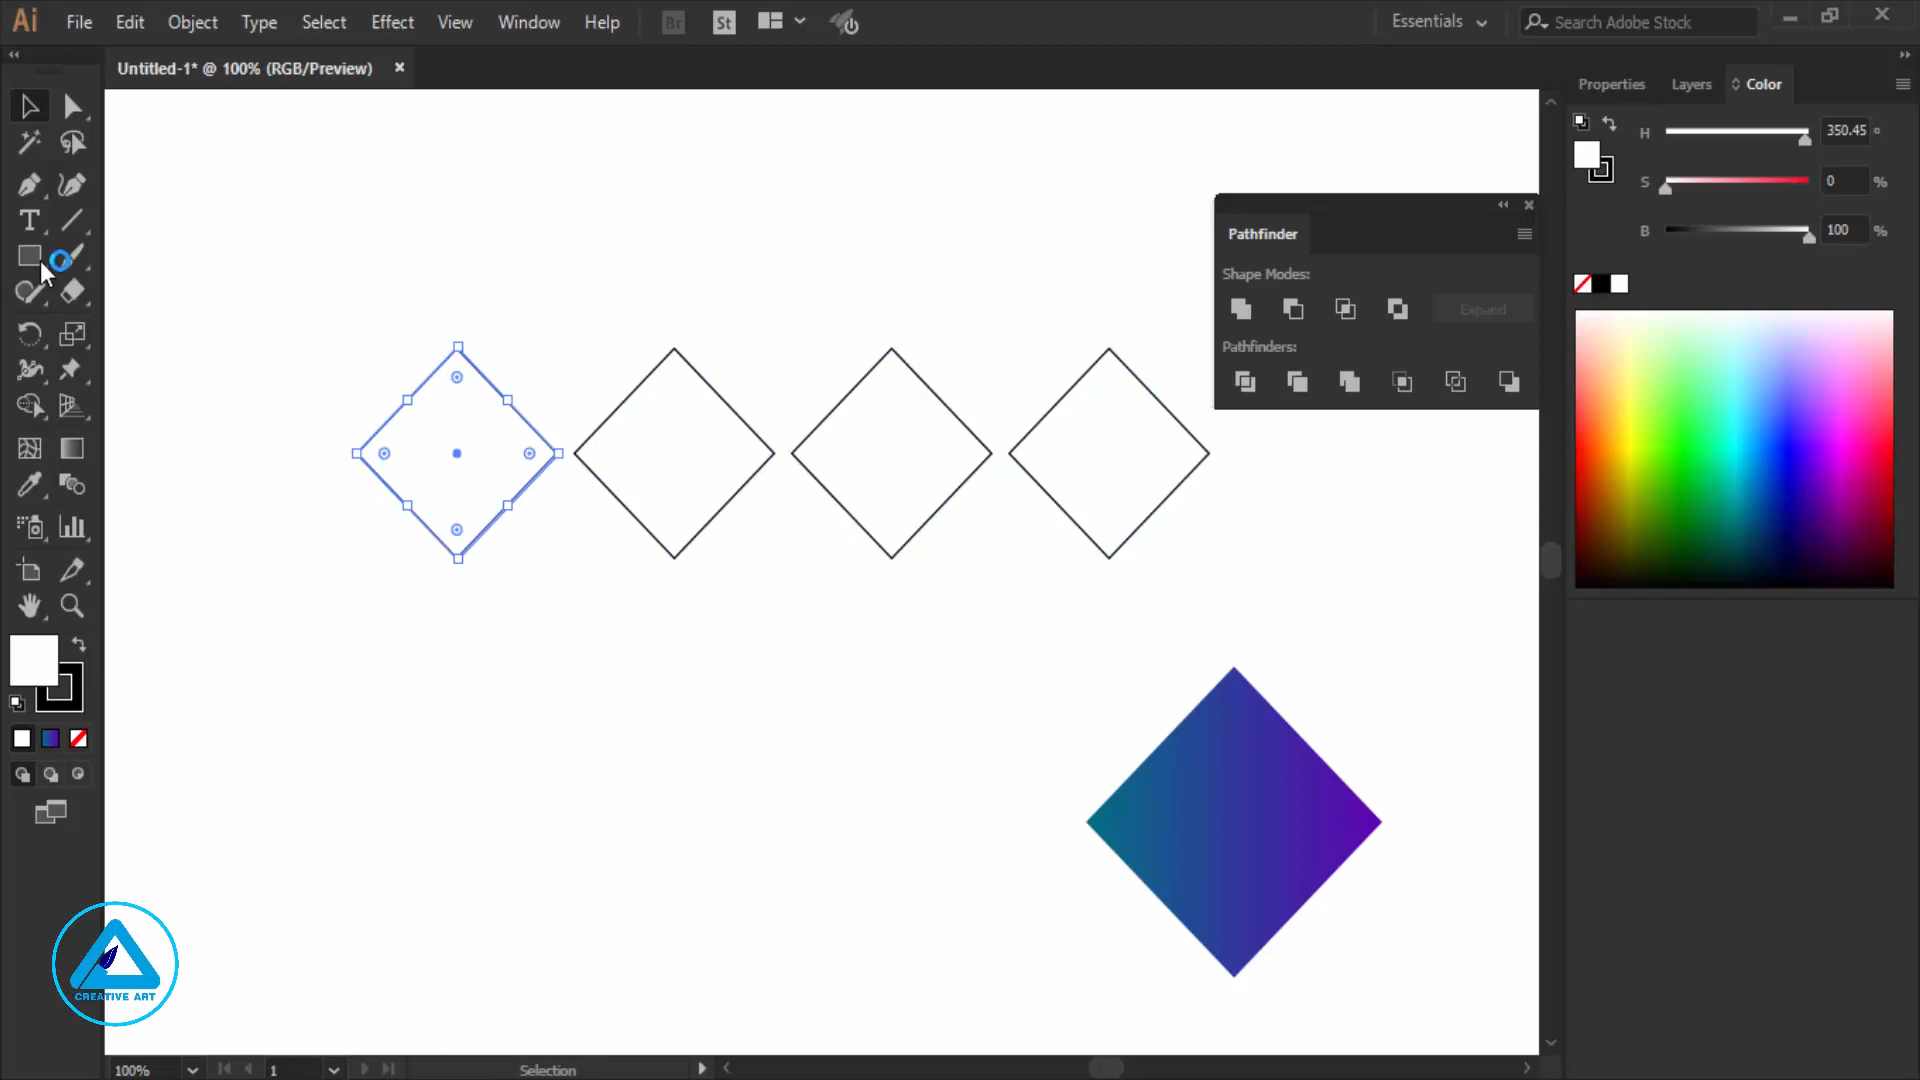 Ai File Edit Object Type Select Effect View Window Help Br St Essentials Search Adobe Stock
Untitled-1* @ 100% (RGB/Preview)
Properties Layers Color
H 350.45 °
S 0 %
B 100 %
Pathfinder
Shape Modes:
Expand
Pathfinders:
T
CREATIVE ART
100% 1 Selection